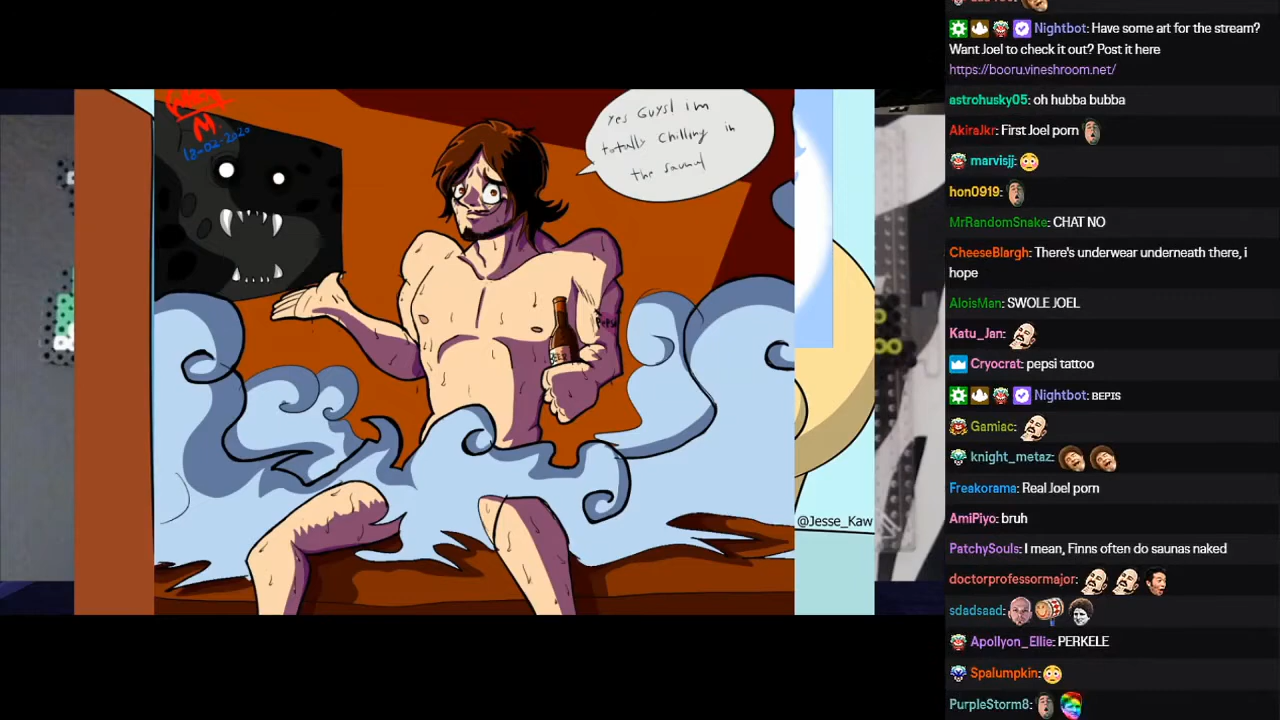 M.
18-02-2020
Yes Guys! im
totally chilling in
the sauna!
BEER
@Jesse_Kaw
Nightbot: Have some art for the stream?
Want Joel to check it out? Post it here
https://booru.vineshroom.net/
astrohusky05: oh hubba bubba
AkiraJkr: First Joel porn
marvisjj:
hon0919:
MrRandomSnake: CHAT NO
CheeseBlargh: There's underwear underneath there, i
hope
AloisMan: SWOLE JOEL
Katu_Jan:
Cryocrat: pepsi tattoo
Nightbot: BEPIS
Gamiac:
knight_metaz:
Freakorama: Real Joel porn
AmiPiyo: bruh
PatchySouls: I mean, Finns often do saunas naked
doctorprofessormajor:
sdadsaad:
Apollyon_Ellie: PERKELE
Spalumpkin:
PurpleStorm8: